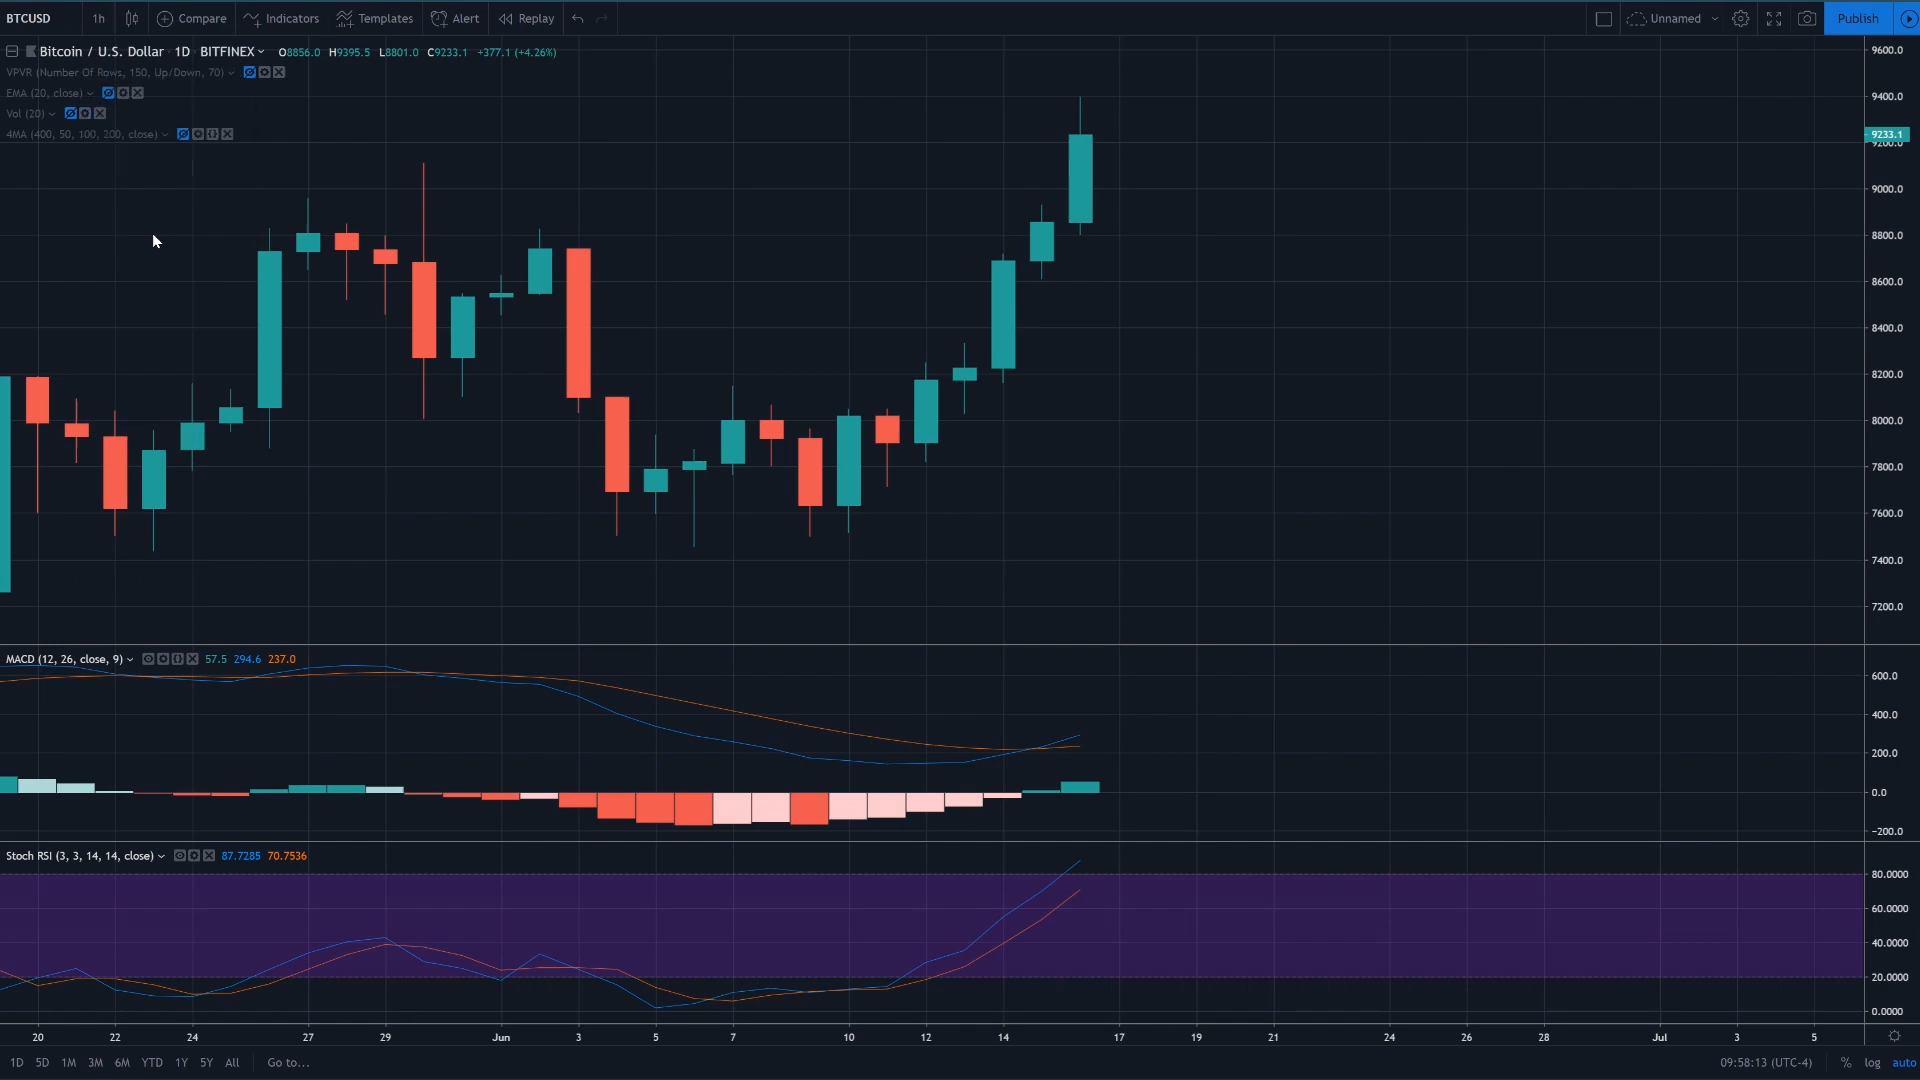 BTCUSD 1h Compare Indicators Templates Alert Replay Unnamed Publish
Bitcoin / U.S. Dollar 1D BITFINEX O8856.0 H9395.5 L8801.0 C9233.1 +377.1 (+4.26%)
VPVR (Number Of Rows, 150, Up/Down, 70)
EMA (20, close)
Vol (20)
4MA (400, 50, 100, 200, close)
9600.0
9400.0
9233.1
9200.0
9000.0
8800.0
8600.0
8400.0
8200.0
8000.0
7800.0
7600.0
7400.0
7200.0
MACD (12, 26, close, 9) 57.5 294.6 237.0
600.0
400.0
200.0
0.0
-200.0
Stoch RSI (3, 3, 14, 14, close) 87.7285 70.7536
80.0000
60.0000
40.0000
20.0000
0.0000
20 22 24 27 29 Jun 3 5 7 10 12 14 17 19 21 24 26 28 Jul 3 5
1D 5D 1M 3M 6M YTD 1Y 5Y All Go to... 09:58:13 (UTC-4) % log auto